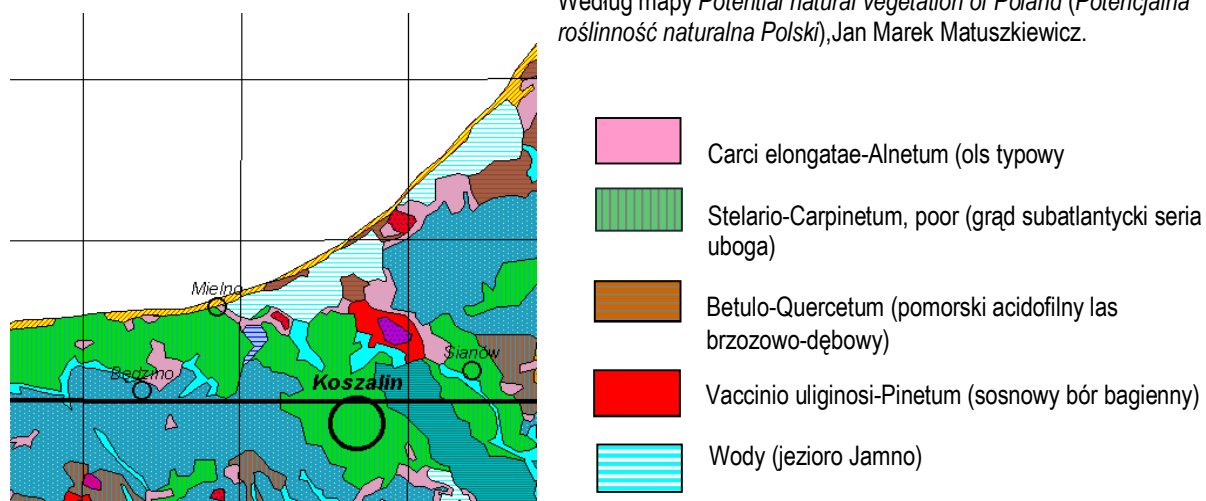 Według mapy Potential natural vegetation of Poland (Potencjalna
roślinność naturalna Polski),Jan Marek Matuszkiewicz.
Carci elongatae-Alnetum (ols typowy
Stelario-Carpinetum, poor (grąd subatlantycki seria
uboga)
Betulo-Quercetum (pomorski acidofilny las
brzozowo-dębowy)
Vaccinio uliginosi-Pinetum (sosnowy bór bagienny)
Wody (jezioro Jamno)
Mielno
Sianów
Będzino
Koszalin